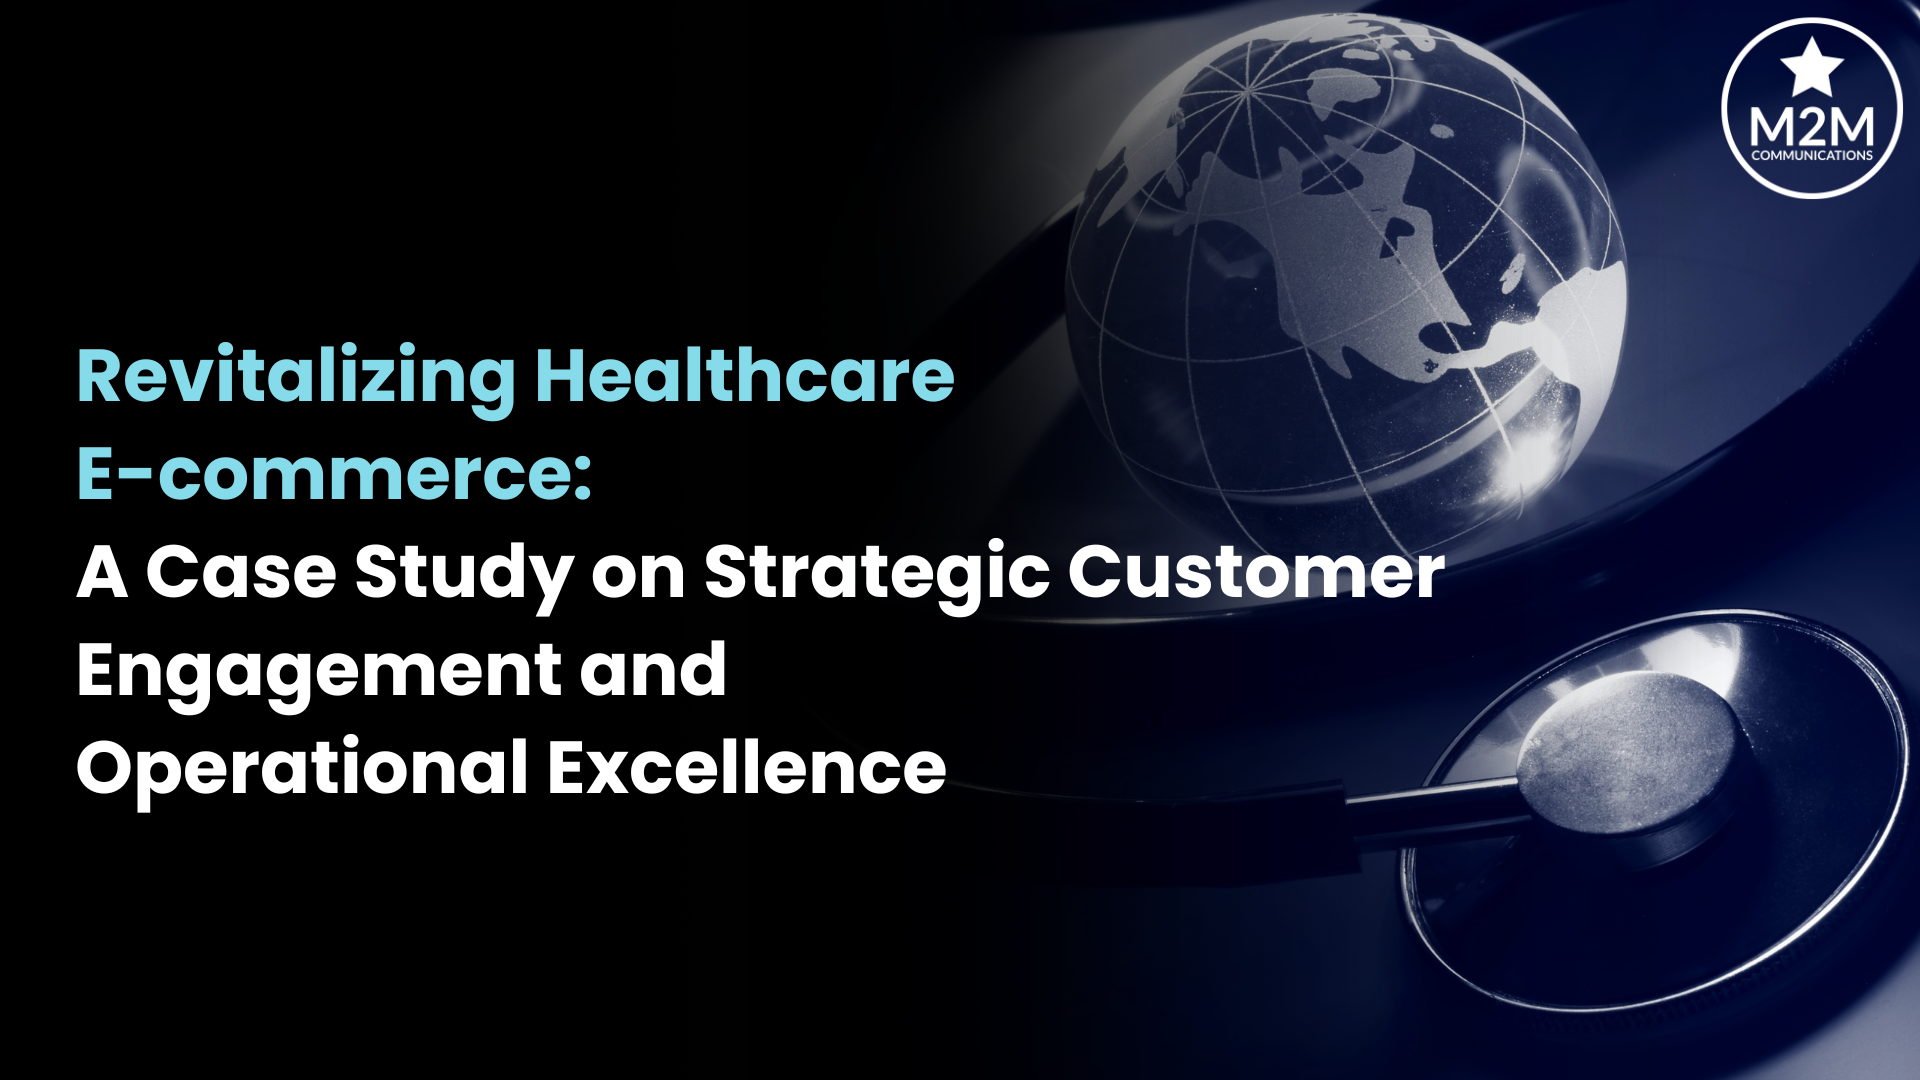 M2M
COMMUNICATIONS
Revitalizing Healthcare
E-commerce:
A Case Study on Strategic Customer
Engagement and
Operational Excellence